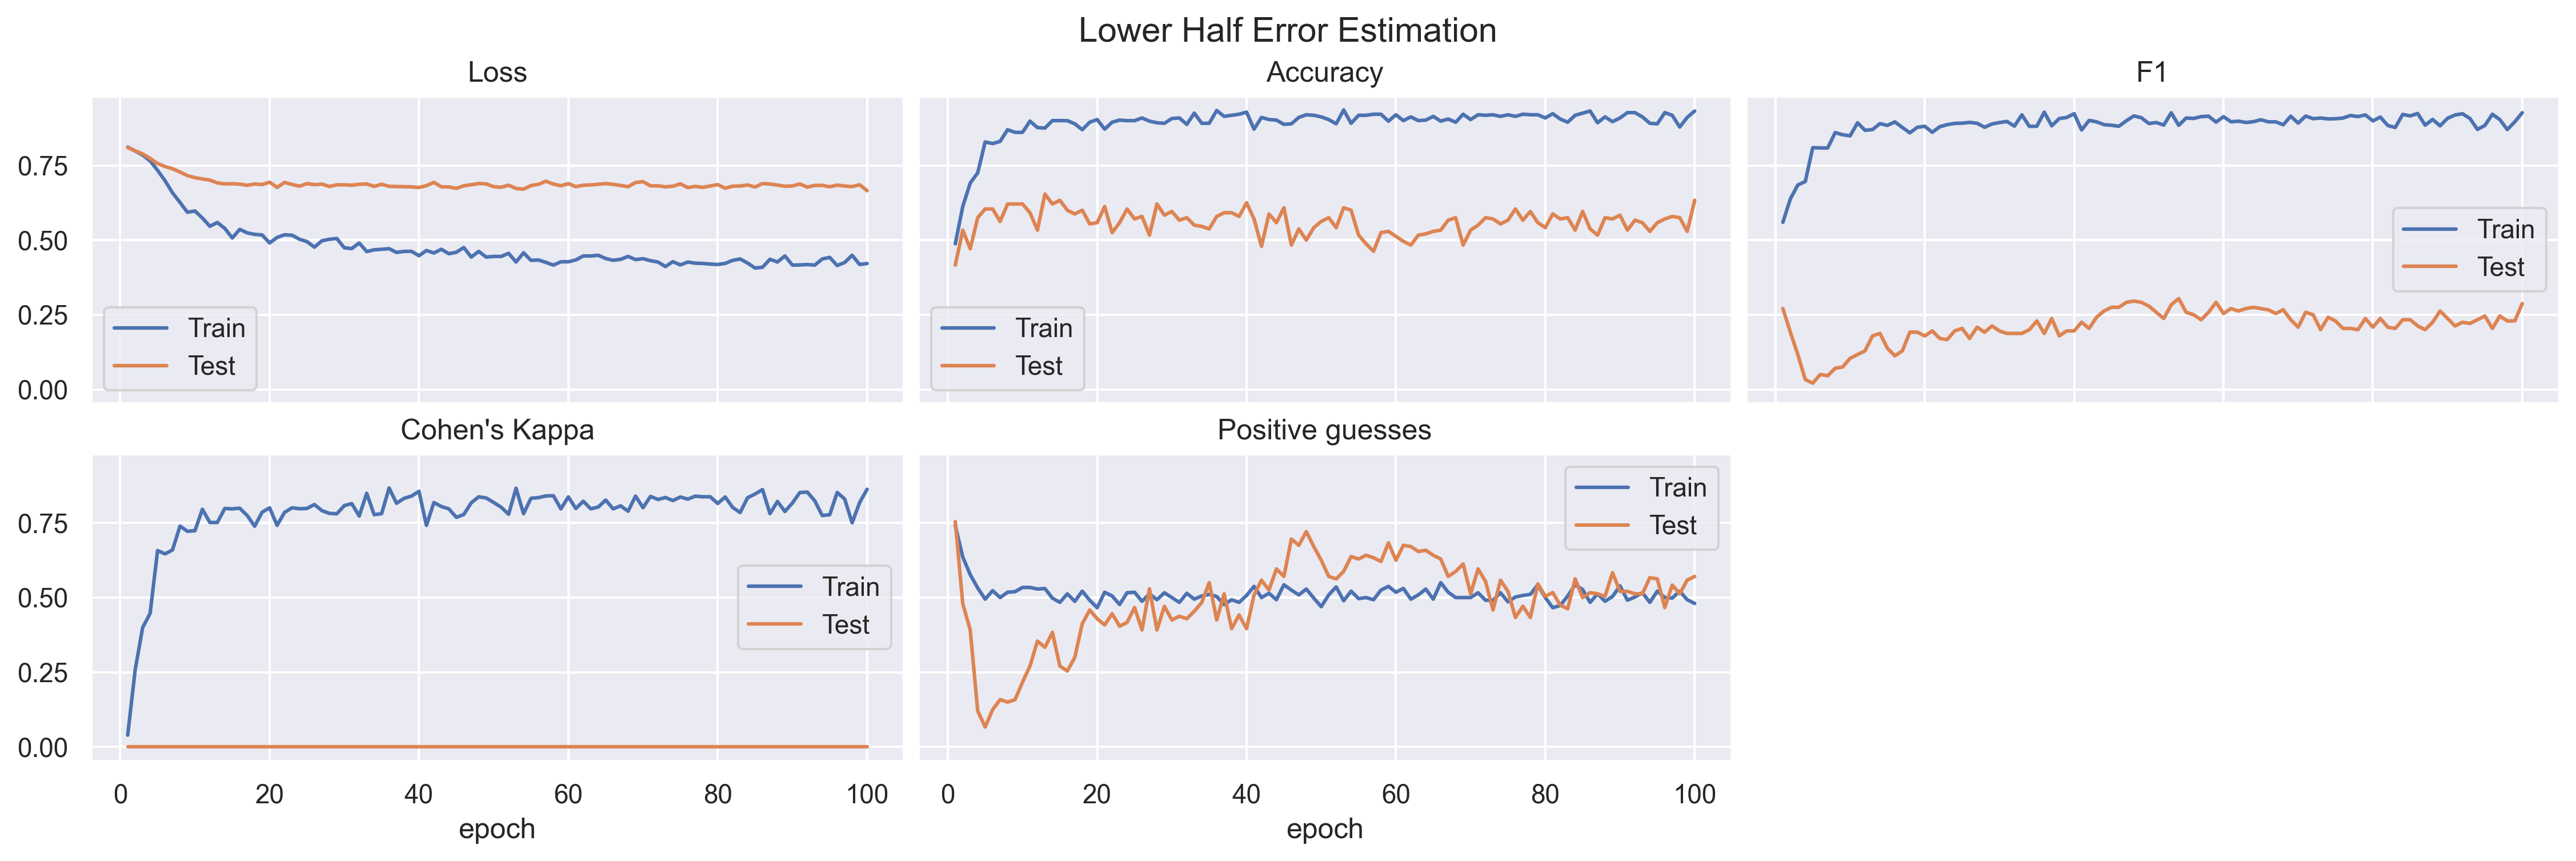 Lower Half Error Estimation
Loss
Accuracy
F1
0.75
0.50
0.25
0.00
Train
Test
Train
Test
Train
Test
Cohen's Kappa
Positive guesses
0.75
0.50
0.25
0.00
Train
Test
Train
Test
0 20 40 60 80 100
0 20 40 60 80 100
epoch
epoch